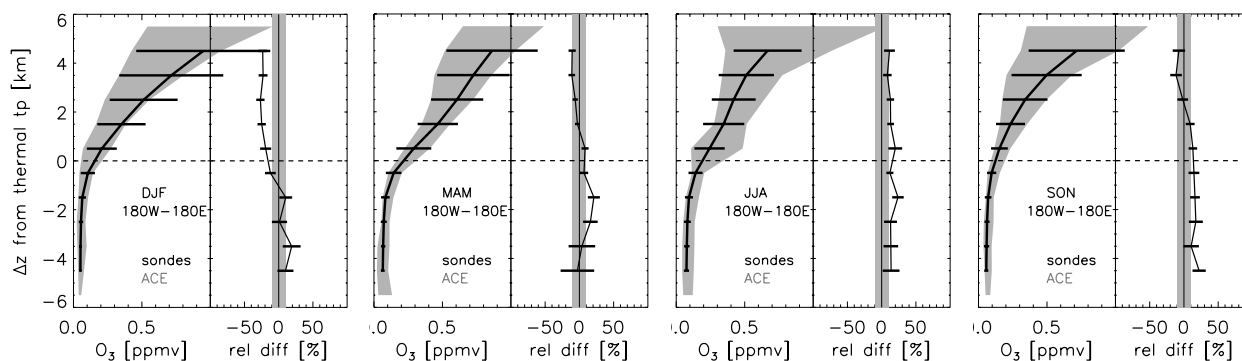 Δz from thermal tp [km]
6
4
2
0
−2
−4
−6
DJF
180W−180E
sondes
ACE
0.0 0.5 −50 0 50
O₃ [ppmv] rel diff [%]
MAM
180W−180E
sondes
ACE
.0 0.5 −50 0 50
O₃ [ppmv] rel diff [%]
JJA
180W−180E
sondes
ACE
.0 0.5 −50 0 50
O₃ [ppmv] rel diff [%]
SON
180W−180E
sondes
ACE
.0 0.5 −50 0 50
O₃ [ppmv] rel diff [%]